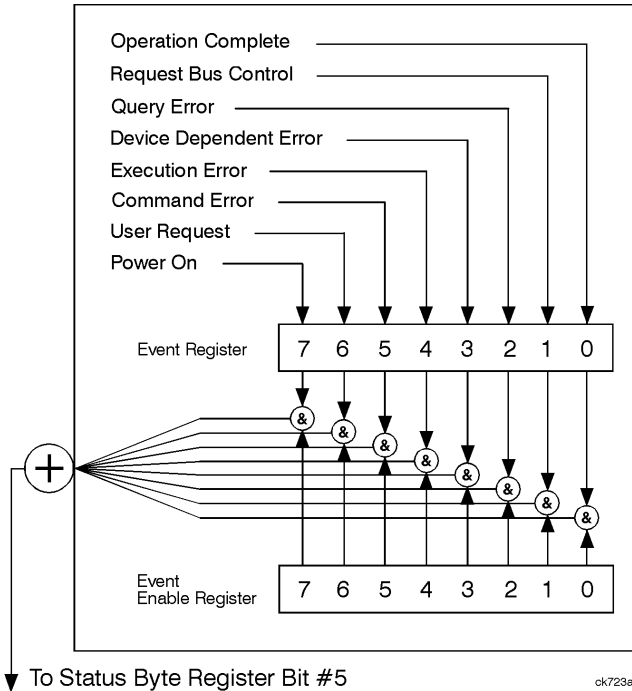 Operation Complete
Request Bus Control
Query Error
Device Dependent Error
Execution Error
Command Error
User Request
Power On
Event Register 7 6 5 4 3 2 1 0
&
&
&
&
&
&
&
&
+
Event
Enable Register 7 6 5 4 3 2 1 0
To Status Byte Register Bit #5
ck723a